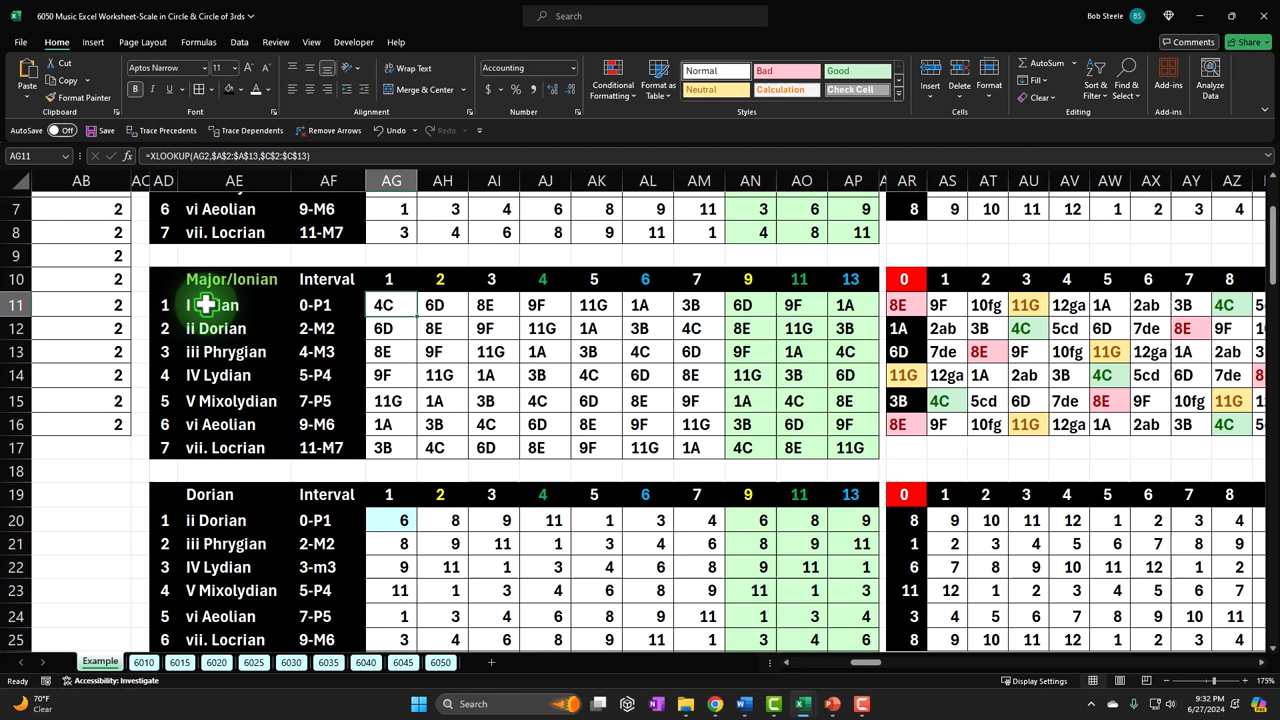 6050 Music Excel Worksheet-Scale in Circle & Circle of 3rds
Search
Bob Steele BS
File Home Insert Page Layout Formulas Data Review View Developer Help
Comments Share
Cut
Copy
Format Painter
Paste
Clipboard
Aptos Narrow 11
B I U
Font
Wrap Text
Merge & Center
Alignment
Accounting
$ % ,
Number
Conditional Formatting
Format as Table
Normal Bad Good
Neutral Calculation Check Cell
Styles
Insert Delete Format
Cells
AutoSum
Fill
Clear
Sort & Filter
Find & Select
Editing
Add-ins
Add-ins
Analyze Data
AutoSave Off Save Trace Precedents Trace Dependents Remove Arrows Undo Redo
AG11 fx =XLOOKUP(AG2,$A$2:$A$13,$C$2:$C$13)
AB AC AD AE AF AG AH AI AJ AK AL AM AN AO AP AR AS AT AU AV AW AX AY AZ
7 2 6 vi Aeolian 9-M6 1 3 4 6 8 9 11 3 6 9 8 9 10 11 12 1 2 3 4
8 2 7 vii. Locrian 11-M7 3 4 6 8 9 11 1 4 8 11
9 2
10 2 Major/Ionian Interval 1 2 3 4 5 6 7 9 11 13 0 1 2 3 4 5 6 7 8
11 2 1 0-P1 4C 6D 8E 9F 11G 1A 3B 6D 9F 1A 8E 9F 10fg 11G 12ga 1A 2ab 3B 4C
12 2 2 ii Dorian 2-M2 6D 8E 9F 11G 1A 3B 4C 8E 11G 3B 1A 2ab 3B 4C 5cd 6D 7de 8E 9F
13 2 3 iii Phrygian 4-M3 8E 9F 11G 1A 3B 4C 6D 9F 1A 4C 6D 7de 8E 9F 10fg 11G 12ga 1A 2ab
14 2 4 IV Lydian 5-P4 9F 11G 1A 3B 4C 6D 8E 11G 3B 6D 11G 12ga 1A 2ab 3B 4C 5cd 6D 7de
15 2 5 V Mixolydian 7-P5 11G 1A 3B 4C 6D 8E 9F 1A 4C 8E 3B 4C 5cd 6D 7de 8E 9F 10fg 11G
16 2 6 vi Aeolian 9-M6 1A 3B 4C 6D 8E 9F 11G 3B 6D 9F 8E 9F 10fg 11G 12ga 1A 2ab 3B 4C
17 7 vii. Locrian 11-M7 3B 4C 6D 8E 9F 11G 1A 4C 8E 11G
18
19 Dorian Interval 1 2 3 4 5 6 7 9 11 13 0 1 2 3 4 5 6 7 8
20 1 ii Dorian 0-P1 6 8 9 11 1 3 4 6 8 9 8 9 10 11 12 1 2 3 4
21 2 iii Phrygian 2-M2 8 9 11 1 3 4 6 8 9 11 1 2 3 4 5 6 7 8 9
22 3 IV Lydian 3-m3 9 11 1 3 4 6 8 9 11 1 6 7 8 9 10 11 12 1 2
23 4 V Mixolydian 5-P4 11 1 3 4 6 8 9 11 1 3 11 12 1 2 3 4 5 6 7
24 5 vi Aeolian 7-P5 1 3 4 6 8 9 11 1 3 4 3 4 5 6 7 8 9 10 11
25 6 vii. Locrian 9-M6 3 4 6 8 9 11 1 3 4 6 8 9 10 11 12 1 2 3 4
Example 6010 6015 6020 6025 6030 6035 6040 6045 6050
Ready Accessibility: Investigate Display Settings 175%
70°F
Clear
Search
9:32 PM
6/27/2024